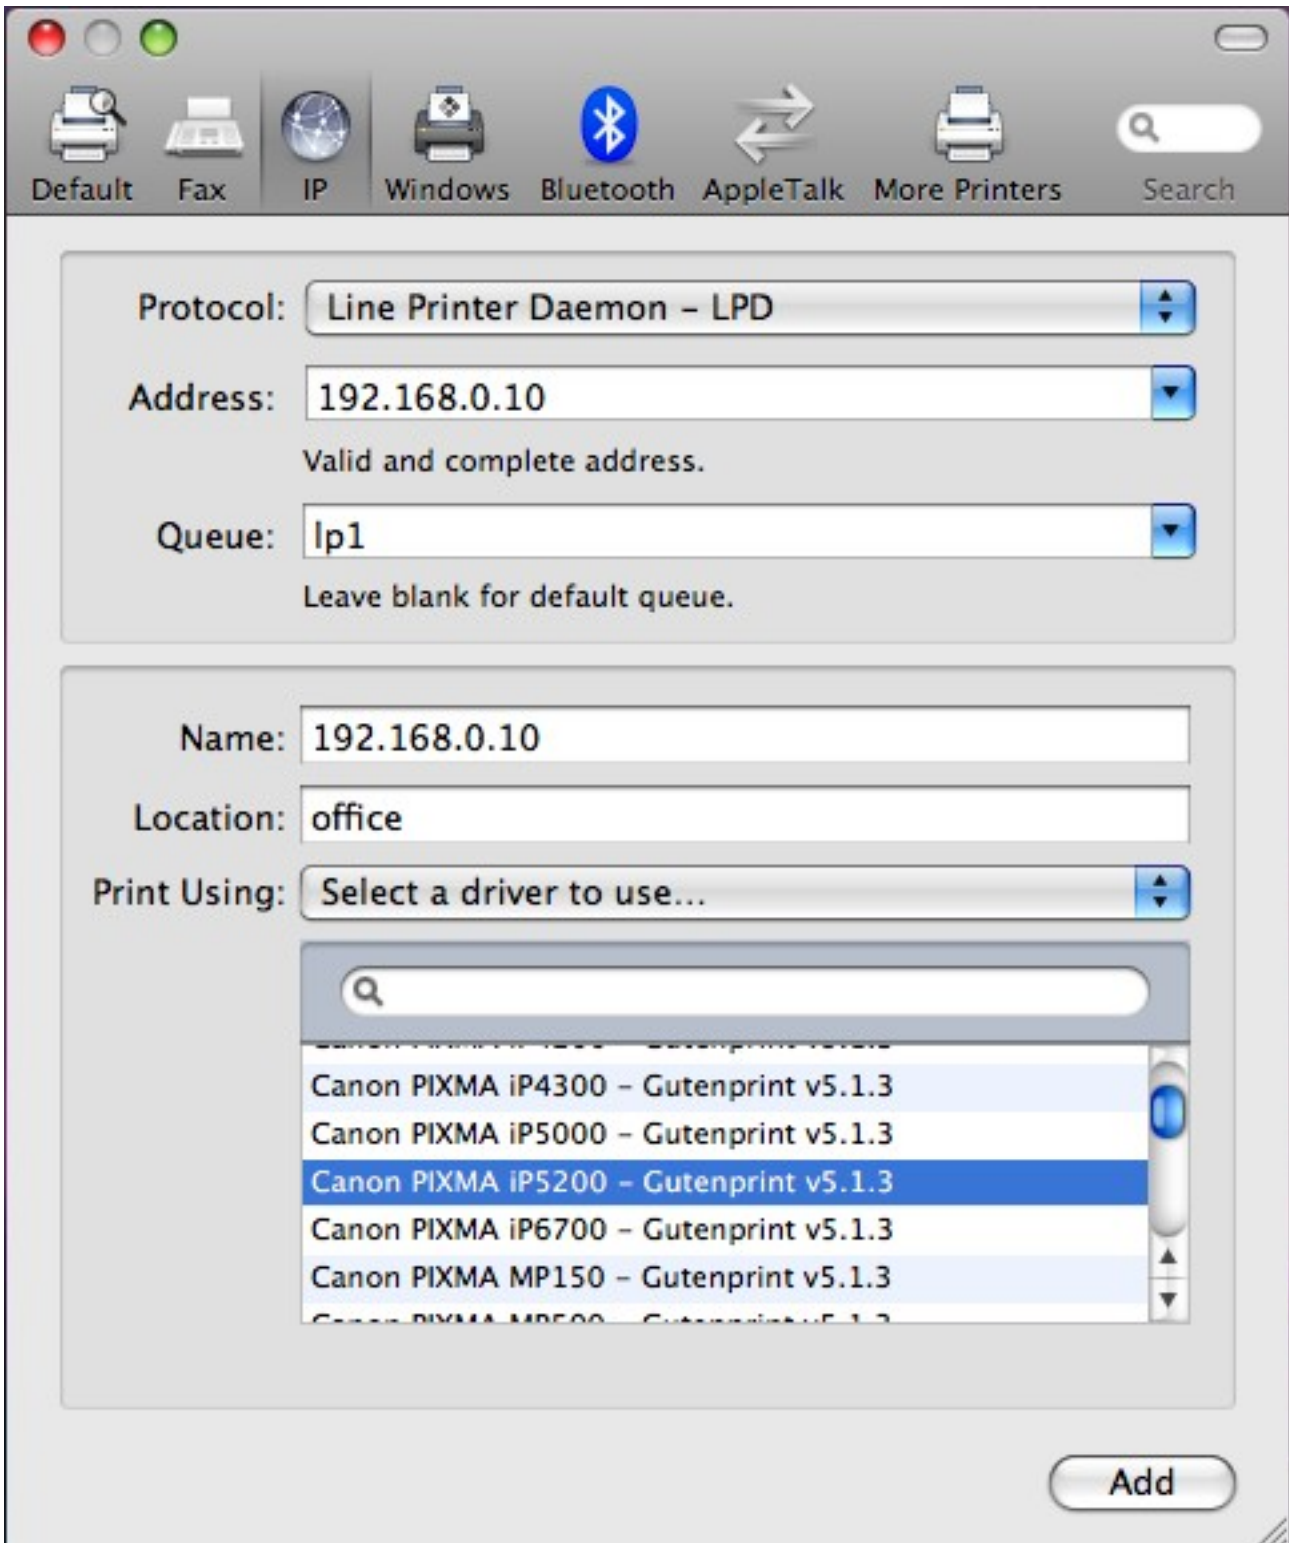 Default Fax IP Windows Bluetooth AppleTalk More Printers Search
Protocol: Line Printer Daemon – LPD
Address: 192.168.0.10
Valid and complete address.
Queue: lp1
Leave blank for default queue.
Name: 192.168.0.10
Location: office
Print Using: Select a driver to use...
Canon PIXMA iP4300 – Gutenprint v5.1.3
Canon PIXMA iP5000 – Gutenprint v5.1.3
Canon PIXMA iP5200 – Gutenprint v5.1.3
Canon PIXMA iP6700 – Gutenprint v5.1.3
Canon PIXMA MP150 – Gutenprint v5.1.3
Add